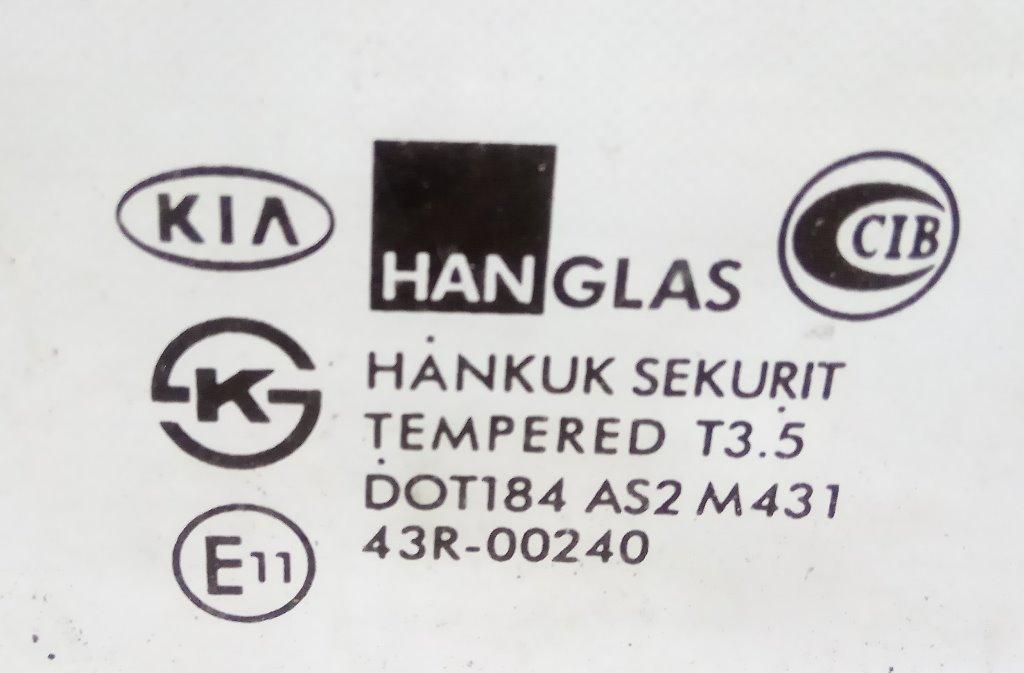 KIA
HANGLAS
CIB
K
HANKUK SEKURIT
TEMPERED T3.5
DOT184 AS2 M431
43R-00240
E11